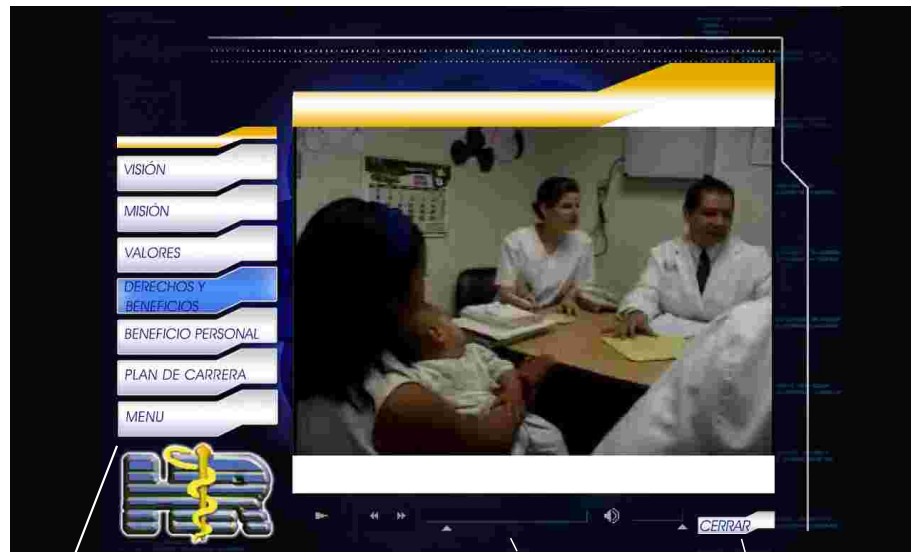 VISIÓN
MISIÓN
VALORES
DERECHOS Y
BENEFICIOS
BENEFICIO PERSONAL
PLAN DE CARRERA
MENU
HR
CERRAR